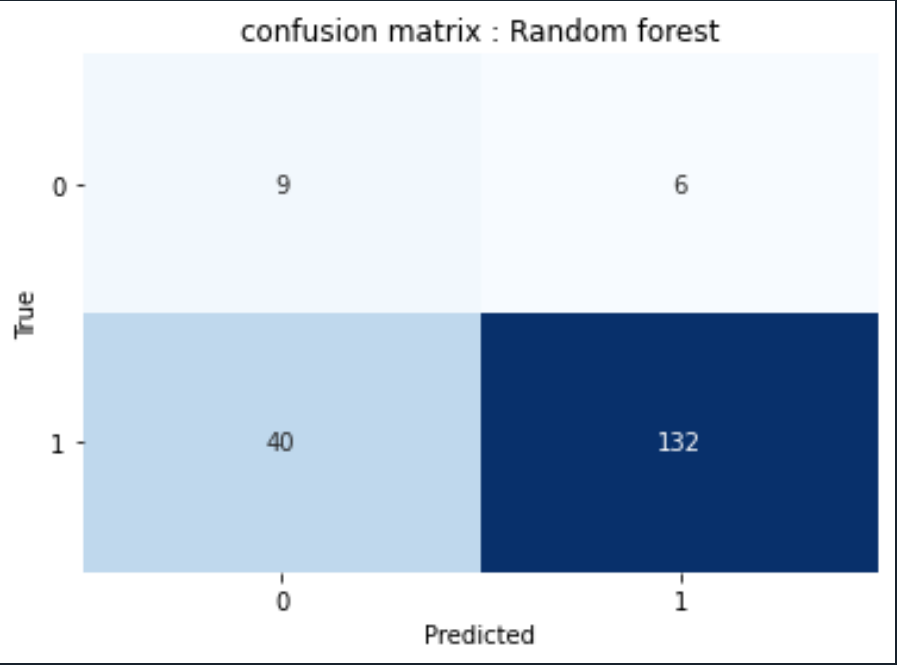 confusion matrix : Random forest
0
9
6
True
1
40
132
0
1
Predicted